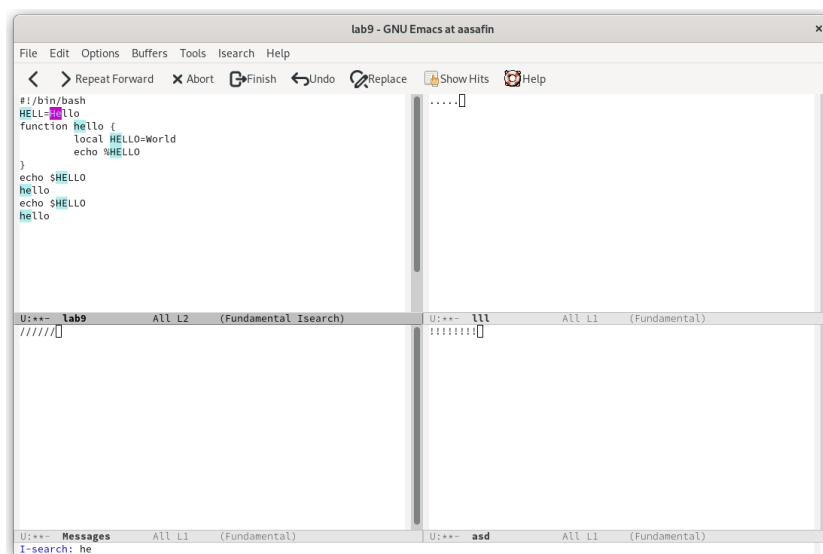 lab9 - GNU Emacs at aasafin
×
File Edit Options Buffers Tools Isearch Help
Repeat Forward Abort Finish Undo Replace Show Hits Help
#!/bin/bash
HELL=Hello
function hello {
local HELLO=World
echo %HELLO
}
echo $HELLO
hello
echo $HELLO
hello
.....
U:**- lab9 All L2 (Fundamental Isearch)
U:**- lll All L1 (Fundamental)
//////
!!!!!!!!
U:**- Messages All L1 (Fundamental)
U:**- asd All L1 (Fundamental)
I-search: he